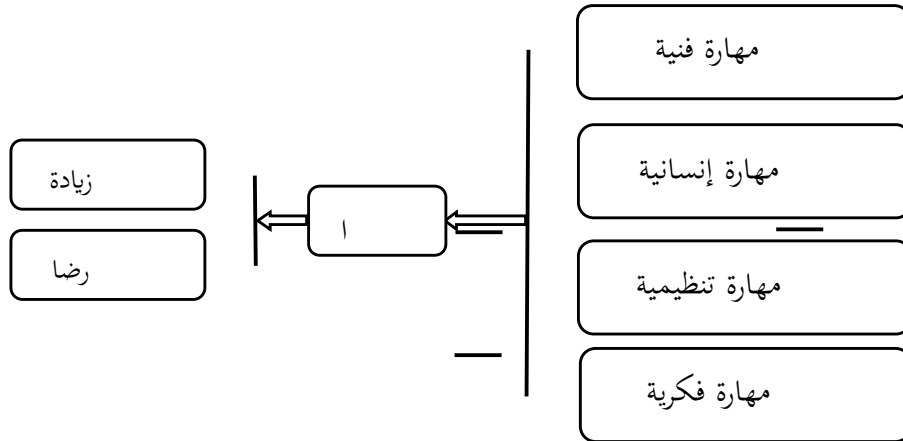 مهارة فنية
مهارة إنسانية
مهارة تنظيمية
مهارة فكرية
ا
زيادة
رضا